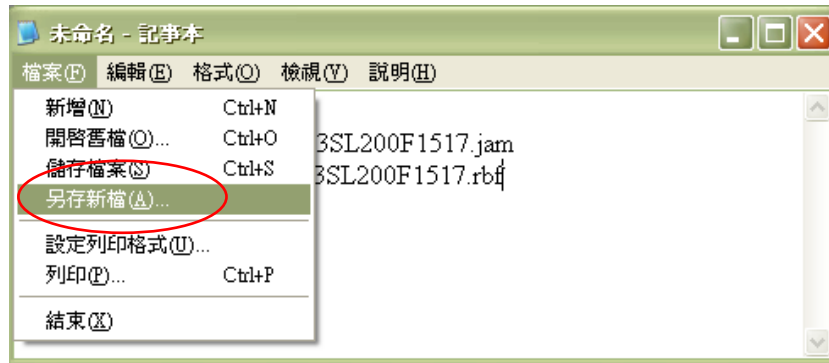 未命名 - 記事本
檔案(F) 編輯(E) 格式(O) 檢視(V) 說明(H)
新增(N) Ctrl+N
開啓舊檔(O)... Ctrl+O
3SL200F1517.jam
儲存檔案(S) Ctrl+S
3SL200F1517.rbf
另存新檔(A)...
設定列印格式(U)...
列印(P)... Ctrl+P
結束(X)